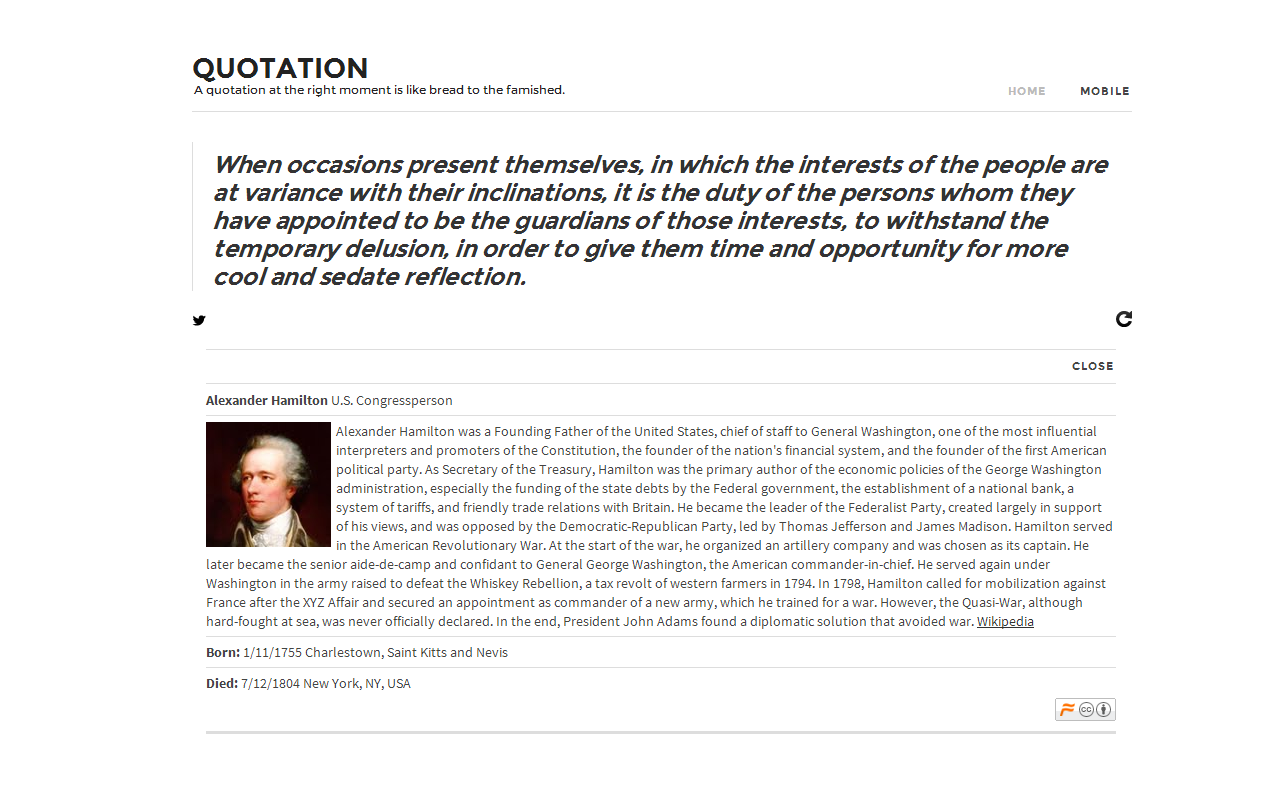 QUOTATION
A quotation at the right moment is like bread to the famished.
HOME MOBILE
When occasions present themselves, in which the interests of the people are
at variance with their inclinations, it is the duty of the persons whom they
have appointed to be the guardians of those interests, to withstand the
temporary delusion, in order to give them time and opportunity for more
cool and sedate reflection.
CLOSE
Alexander Hamilton U.S. Congressperson
Alexander Hamilton was a Founding Father of the United States, chief of staff to General Washington, one of the most influential
interpreters and promoters of the Constitution, the founder of the nation's financial system, and the founder of the first American
political party. As Secretary of the Treasury, Hamilton was the primary author of the economic policies of the George Washington
administration, especially the funding of the state debts by the Federal government, the establishment of a national bank, a
system of tariffs, and friendly trade relations with Britain. He became the leader of the Federalist Party, created largely in support
of his views, and was opposed by the Democratic-Republican Party, led by Thomas Jefferson and James Madison. Hamilton served
in the American Revolutionary War. At the start of the war, he organized an artillery company and was chosen as its captain. He
later became the senior aide-de-camp and confidant to General George Washington, the American commander-in-chief. He served again under
Washington in the army raised to defeat the Whiskey Rebellion, a tax revolt of western farmers in 1794. In 1798, Hamilton called for mobilization against
France after the XYZ Affair and secured an appointment as commander of a new army, which he trained for a war. However, the Quasi-War, although
hard-fought at sea, was never officially declared. In the end, President John Adams found a diplomatic solution that avoided war. Wikipedia
Born: 1/11/1755 Charlestown, Saint Kitts and Nevis
Died: 7/12/1804 New York, NY, USA
cc